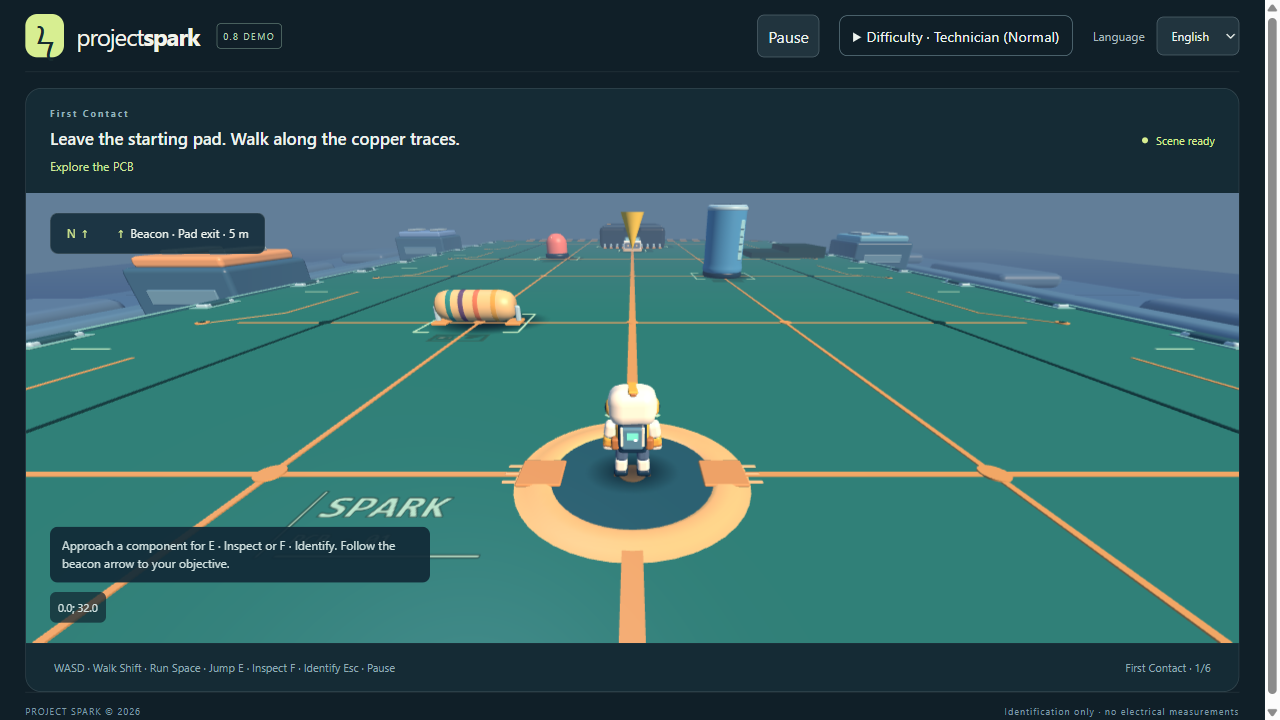 projectspark
0.8 DEMO
Pause
▶ Difficulty · Technician (Normal)
Language
English
First Contact
Leave the starting pad. Walk along the copper traces.
Explore the PCB
Scene ready
N ↑ ↑ Beacon · Pad exit · 5 m
SPARK
Approach a component for E · Inspect or F · Identify. Follow the
beacon arrow to your objective.
0.0; 32.0
WASD · Walk Shift · Run Space · Jump E · Inspect F · Identify Esc · Pause
First Contact · 1/6
PROJECT SPARK © 2026
Identification only · no electrical measurements